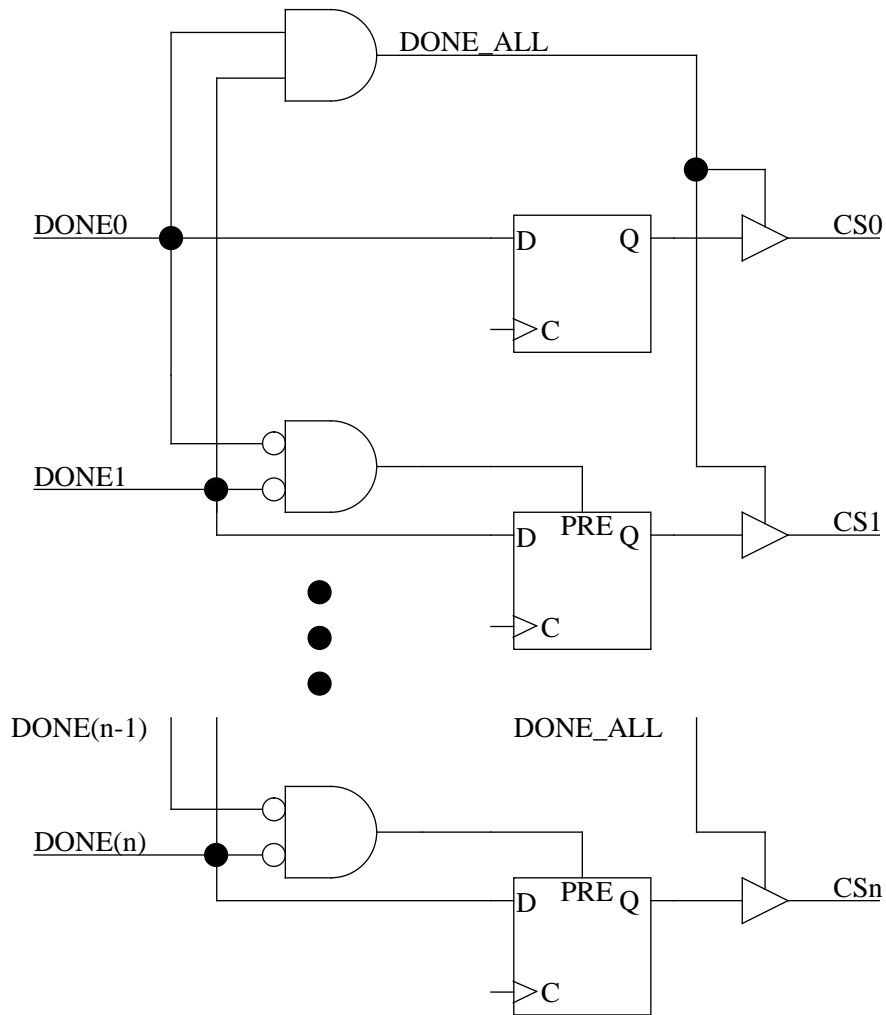 DONE_ALL
DONE0
D
Q
CS0
C
DONE1
D
PRE
Q
CS1
C
DONE(n-1)
DONE_ALL
DONE(n)
D
PRE
Q
CSn
C